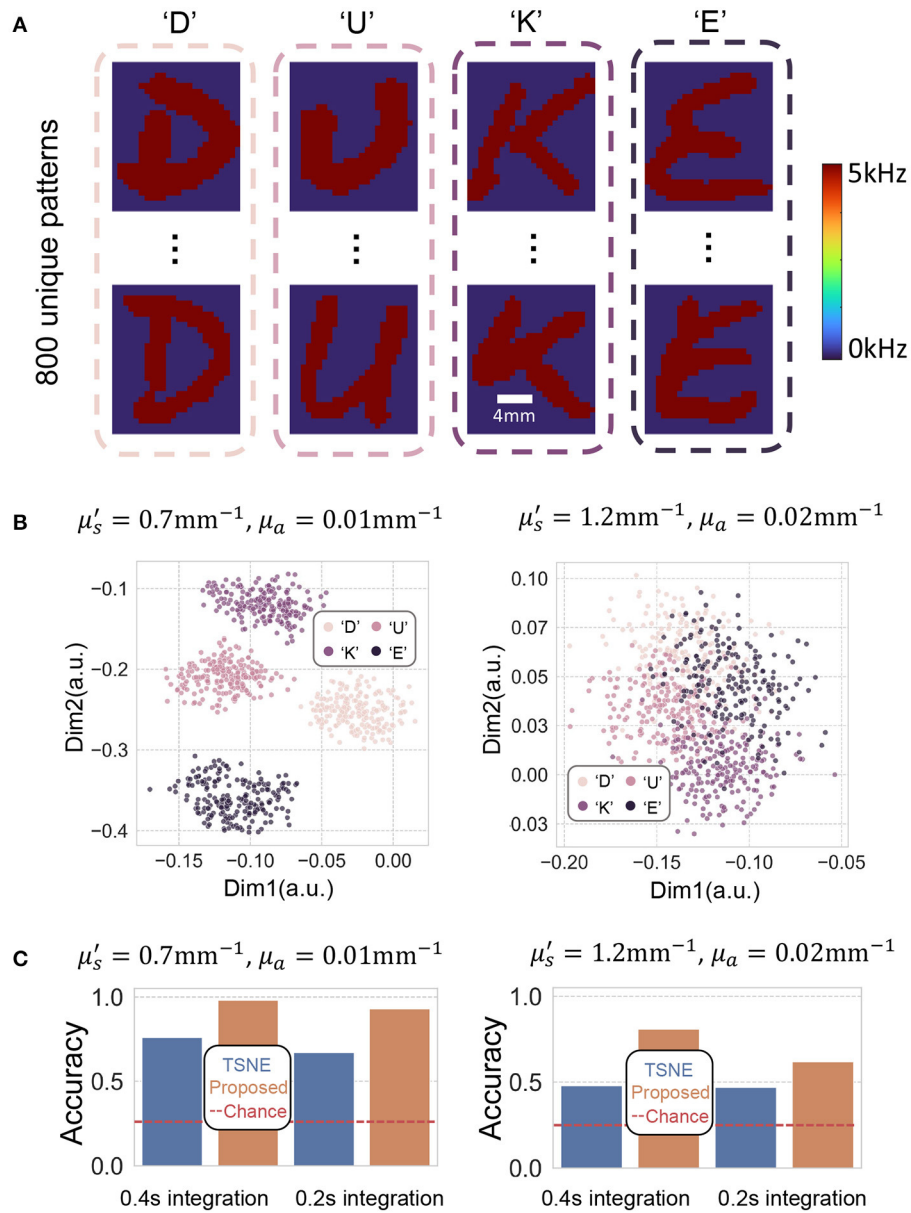 A
‘D’ ‘U’ ‘K’ ‘E’
800 unique patterns
5kHz
0kHz
4mm
B
μ′s = 0.7mm⁻¹, μa = 0.01mm⁻¹
μ′s = 1.2mm⁻¹, μa = 0.02mm⁻¹
Dim2(a.u.)
−0.1
−0.2
−0.3
−0.4
‘D’ ‘U’
‘K’ ‘E’
−0.15 −0.10 −0.05 0.00
Dim1(a.u.)
Dim2(a.u.)
0.10
0.07
0.05
0.03
0.00
0.03
‘D’ ‘U’
‘K’ ‘E’
−0.20 −0.15 −0.10 −0.05
Dim1(a.u.)
C
μ′s = 0.7mm⁻¹, μa = 0.01mm⁻¹
μ′s = 1.2mm⁻¹, μa = 0.02mm⁻¹
Accuracy
1.0
0.5
0.0
TSNE
Proposed
--Chance
0.4s integration 0.2s integration
Accuracy
1.0
0.5
0.0
TSNE
Proposed
--Chance
0.4s integration 0.2s integration